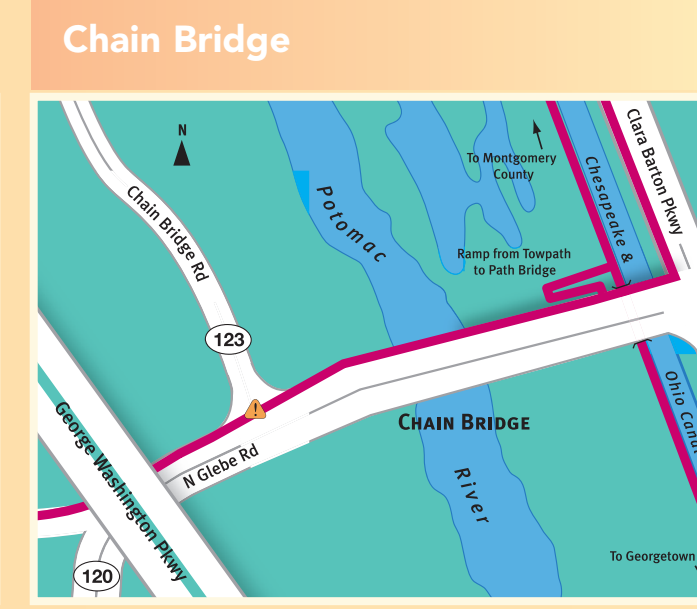 Chain Bridge
N
To Montgomery
County
Clara Barton Pkwy
Chesapeake &
Potomac
Chain Bridge Rd
Ramp from Towpath
to Path Bridge
123
!
Ohio Canal
George Washington Pkwy
CHAIN BRIDGE
N Glebe Rd
River
120
To Georgetown